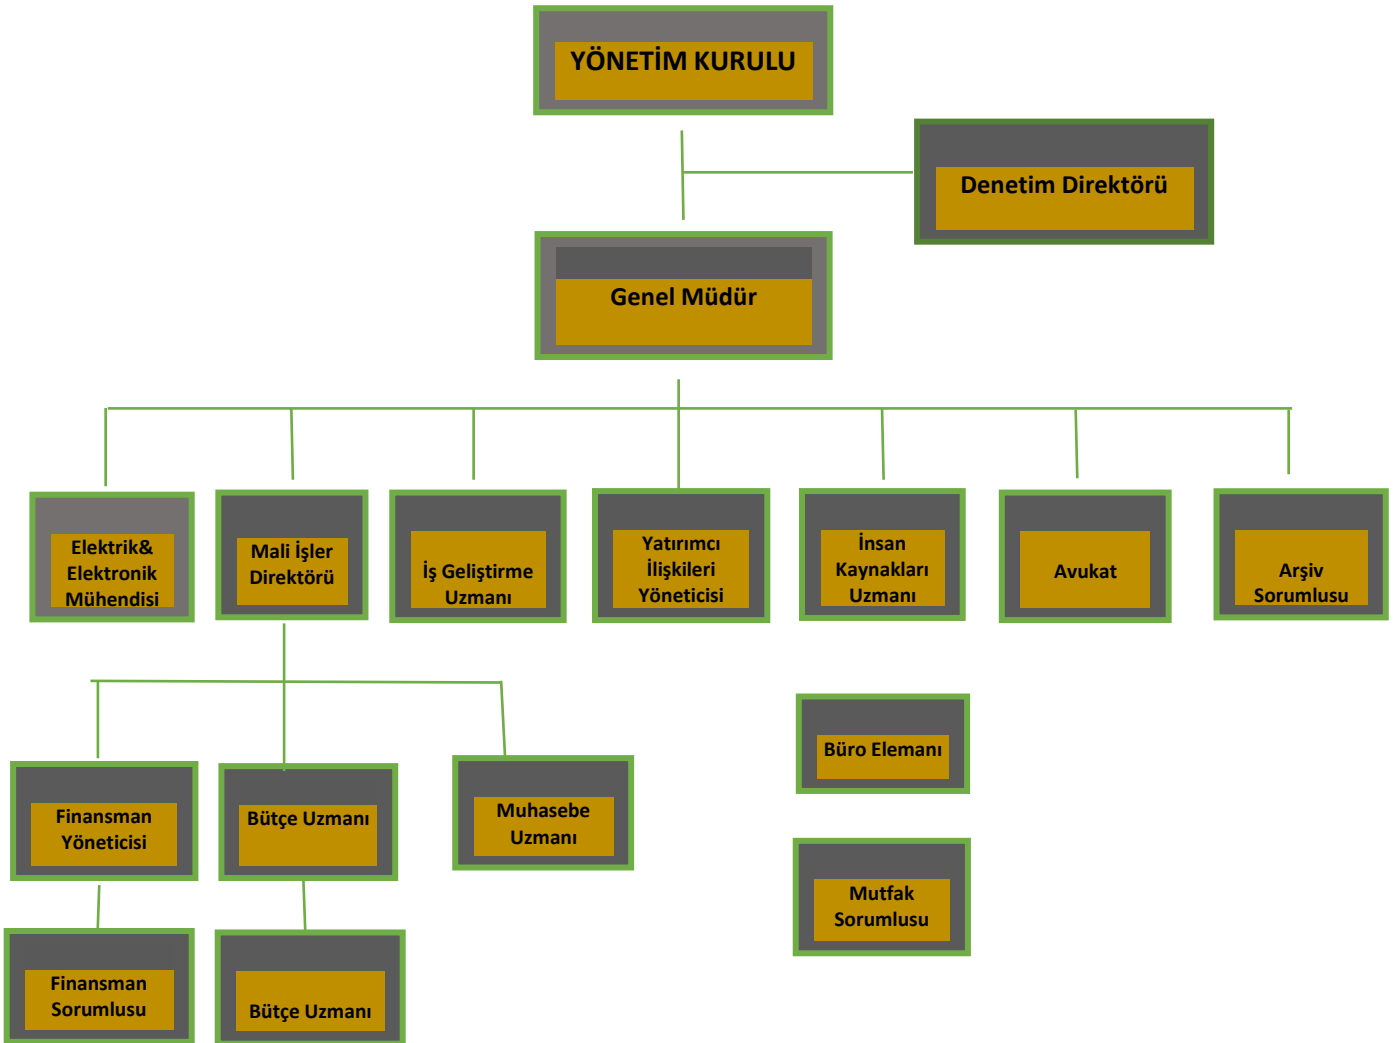 YÖNETİM KURULU
Denetim Direktörü
Genel Müdür
Elektrik&
Elektronik
Mühendisi
Mali İşler
Direktörü
İş Geliştirme
Uzmanı
Yatırımcı
İlişkileri
Yöneticisi
İnsan
Kaynakları
Uzmanı
Avukat
Arşiv
Sorumlusu
Finansman
Yöneticisi
Bütçe Uzmanı
Muhasebe
Uzmanı
Büro Elemanı
Mutfak
Sorumlusu
Finansman
Sorumlusu
Bütçe Uzmanı